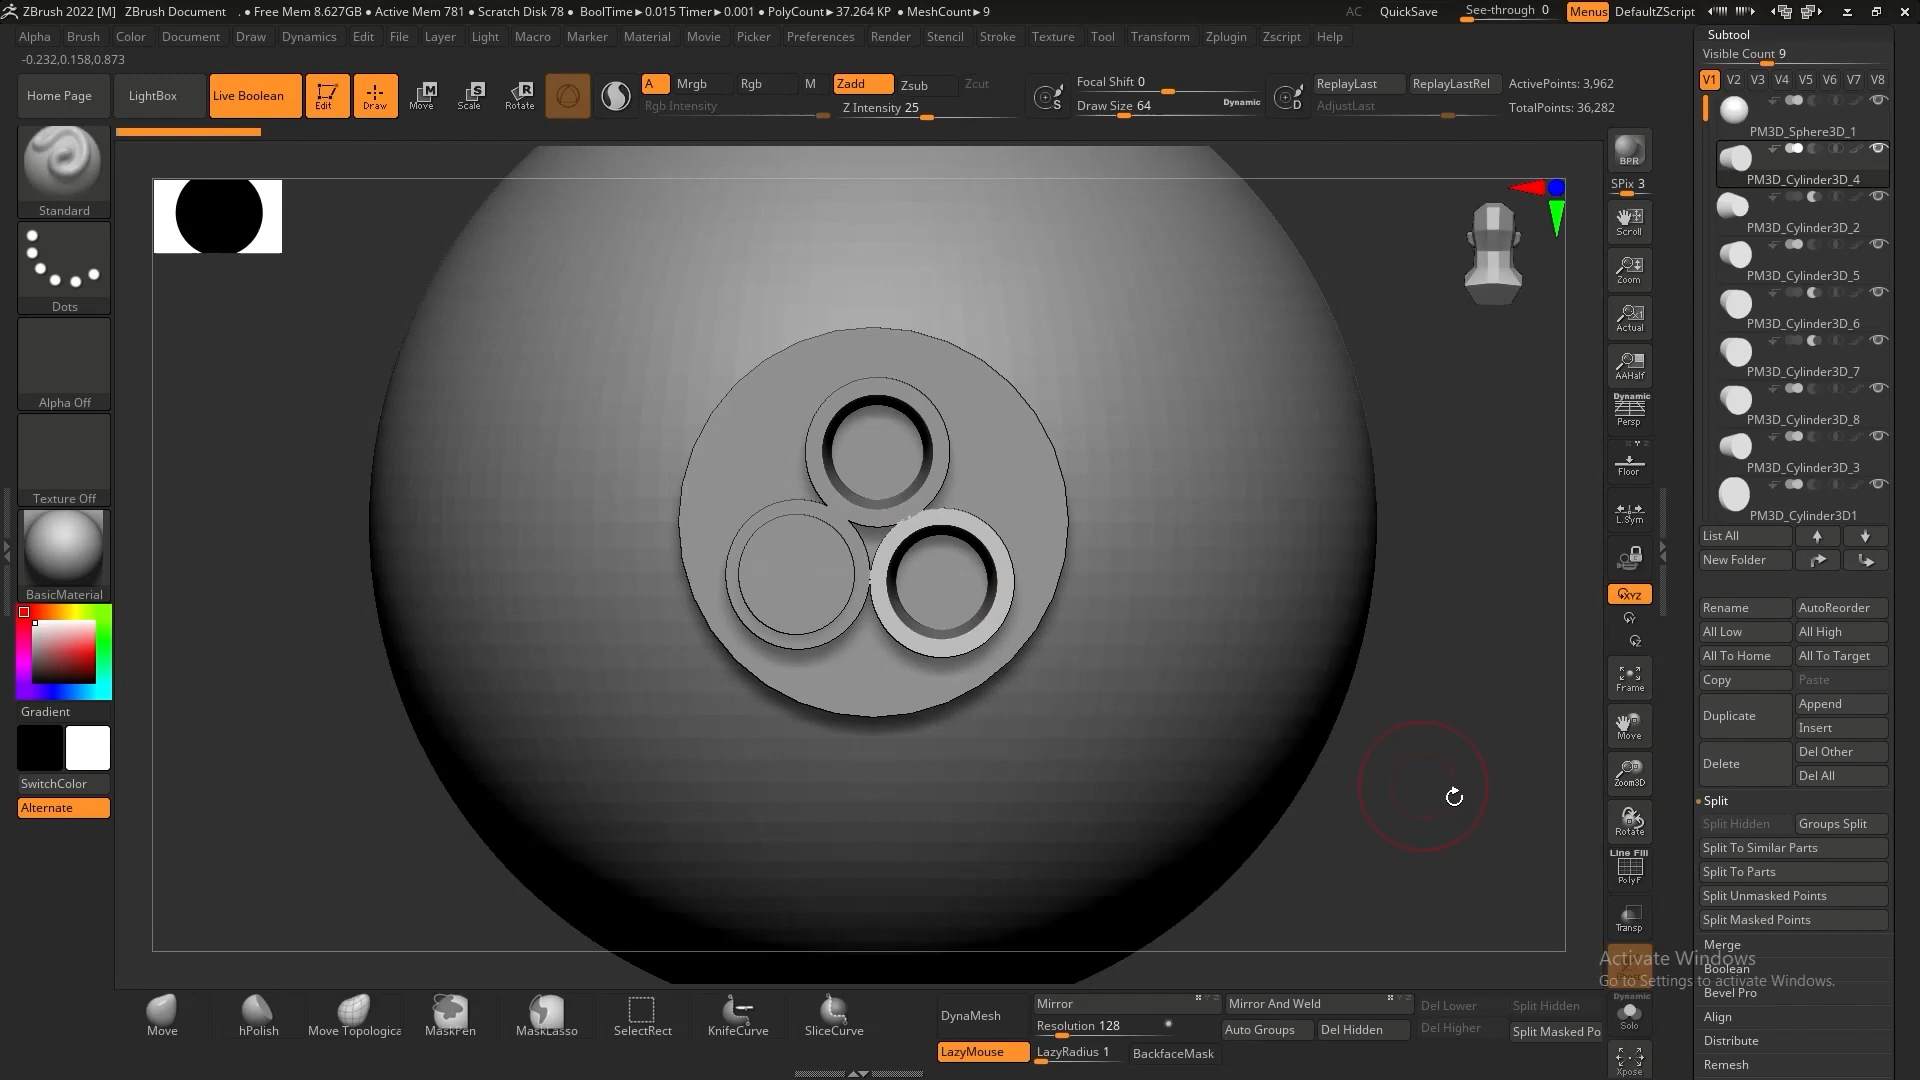 ZBrush 2022 [M] ZBrush Document . ● Free Mem 8.627GB ● Active Mem 781 ● Scratch Disk 78 ● BoolTime►0.015 Timer►0.001 ● PolyCount►37.264 KP ● MeshCount►9 AC QuickSave See-through 0 Menus DefaultZScript
Alpha Brush Color Document Draw Dynamics Edit File Layer Light Macro Marker Material Movie Picker Preferences Render Stencil Stroke Texture Tool Transform Zplugin Zscript Help
-0.232,0.158,0.873
Home Page LightBox Live Boolean Edit Draw Move Scale Rotate
A Mrgb Rgb M Zadd Zsub Zcut
Rgb Intensity Z Intensity 25
Focal Shift 0
Draw Size 64 Dynamic
S D
ReplayLast ReplayLastRel ActivePoints: 3,962
AdjustLast TotalPoints: 36,282
Standard
Dots
Alpha Off
Texture Off
BasicMaterial
Gradient
SwitchColor
Alternate
BPR
SPix 3
Scroll
Zoom
Actual
AAHalf
Dynamic
Persp
Floor
L.Sym
XYZ
Frame
Move
Zoom3D
Rotate
Line Fill
PolyF
Transp
Dynamic
Solo
Xpose
Subtool
Visible Count 9
V1 V2 V3 V4 V5 V6 V7 V8
PM3D_Sphere3D_1
PM3D_Cylinder3D_4
PM3D_Cylinder3D_2
PM3D_Cylinder3D_5
PM3D_Cylinder3D_6
PM3D_Cylinder3D_7
PM3D_Cylinder3D_8
PM3D_Cylinder3D_3
PM3D_Cylinder3D1
List All
New Folder
Rename AutoReorder
All Low All High
All To Home All To Target
Copy Paste
Duplicate Append
Insert
Delete Del Other
Del All
Split
Split Hidden Groups Split
Split To Similar Parts
Split To Parts
Split Unmasked Points
Split Masked Points
Merge
Boolean
Bevel Pro
Align
Distribute
Remesh
Activate Windows
Go to Settings to activate Windows.
Move hPolish Move Topologica MaskPen MaskLasso SelectRect KnifeCurve SliceCurve
DynaMesh Mirror Mirror And Weld Del Lower Split Hidden
Resolution 128 Auto Groups Del Hidden Del Higher Split Masked Po
LazyMouse LazyRadius 1 BackfaceMask